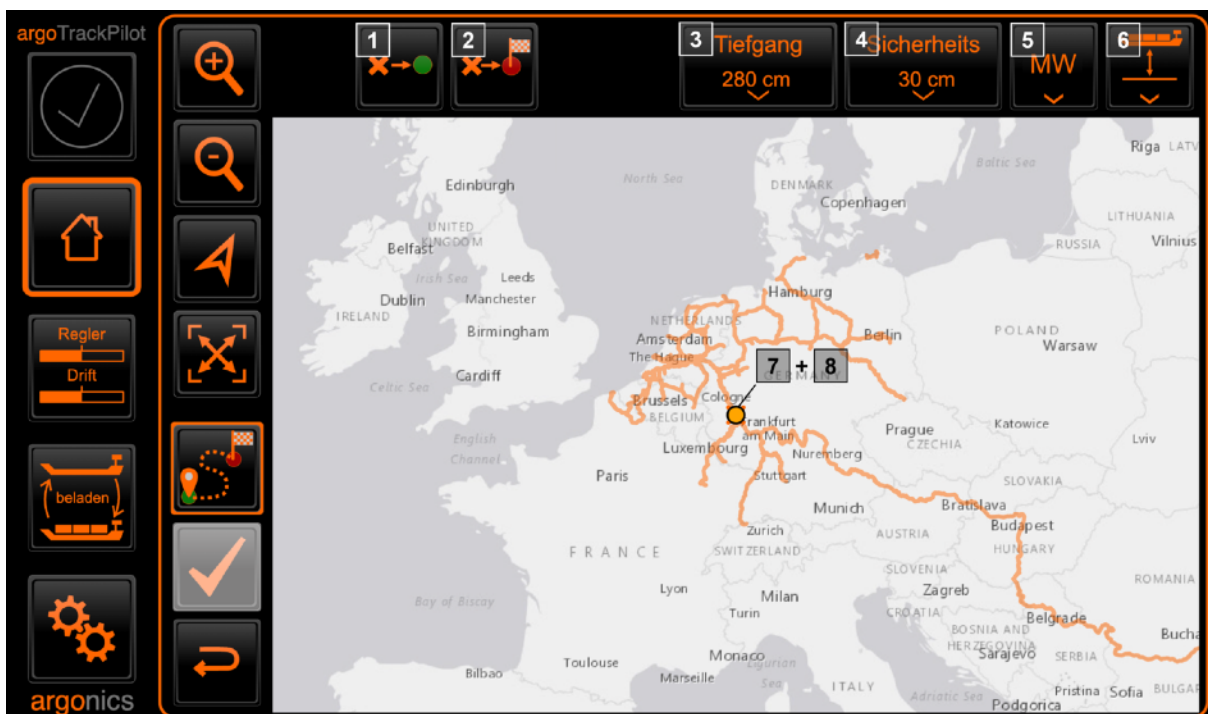 argoTrackPilot
1
2
3 Tiefgang
280 cm
4 Sicherheits
30 cm
5
MW
6
Regler
Drift
beladen
argonics
Riga LATV
Baltic Sea
North Sea
Edinburgh
DENMARK
Copenhagen
LITHUANIA
UNITED
KINGDOM
Belfast
RUSSIA
Vilnius
Irish Sea
Leeds
Dublin
Manchester
Hamburg
IRELAND
NETHERLANDS
Birmingham
Amsterdam
Berlin
POLAND
Warsaw
The Hague
7 + 8
GERMANY
Celtic Sea
Cardiff
Brussels
Cologne
BELGIUM
Frankfurt
am Main
Prague
Katowice
English
Channel
Luxembourg
Nuremberg
CZECHIA
Lviv
Paris
Stuttgart
SLOVAKIA
Munich
Bratislava
Zurich
AUSTRIA
Budapest
FRANCE
SWITZERLAND
HUNGARY
SLOVENIA
Lyon
Milan
Zagreb
ROMANIA
Bay of Biscay
Turin
CROATIA
Belgrade
BOSNIA AND
HERZEGOVINA
Bucha
Toulouse
Monaco
Sarajevo
SERBIA
Bilbao
Marseille
Ligurian
Sea
ITALY
Adriatic Sea
Pristina
Sofia
BULGAR
Podgorica